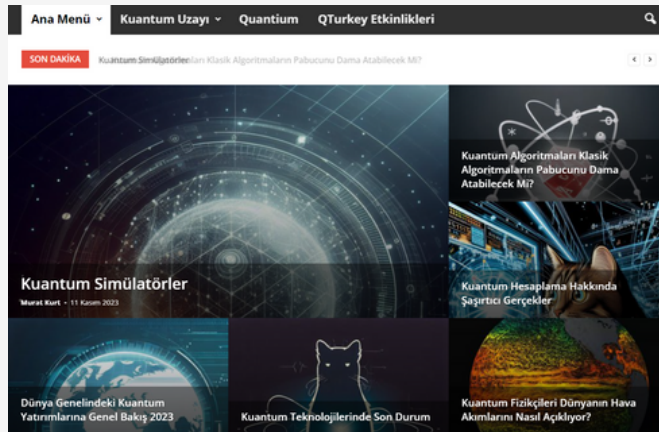 Ana Menü
Kuantum Uzayı
Quantium
QTurkey Etkinlikleri
SON DAKİKA
Kuantum Simülatörler
Klasik Algoritmaların Pabucunu Dama Atabilecek Mi?
Kuantum Algoritmaları Klasik
Algoritmaların Pabucunu Dama
Atabilecek Mi?
Kuantum Simülatörler
Murat Kurt - 11 Kasım 2023
Kuantum Hesaplama Hakkında
Şaşırtıcı Gerçekler
Dünya Genelindeki Kuantum
Yatırımlarına Genel Bakış 2023
Kuantum Teknolojilerinde Son Durum
Kuantum Fizikçileri Dünyanın Hava
Akımlarını Nasıl Açıklıyor?